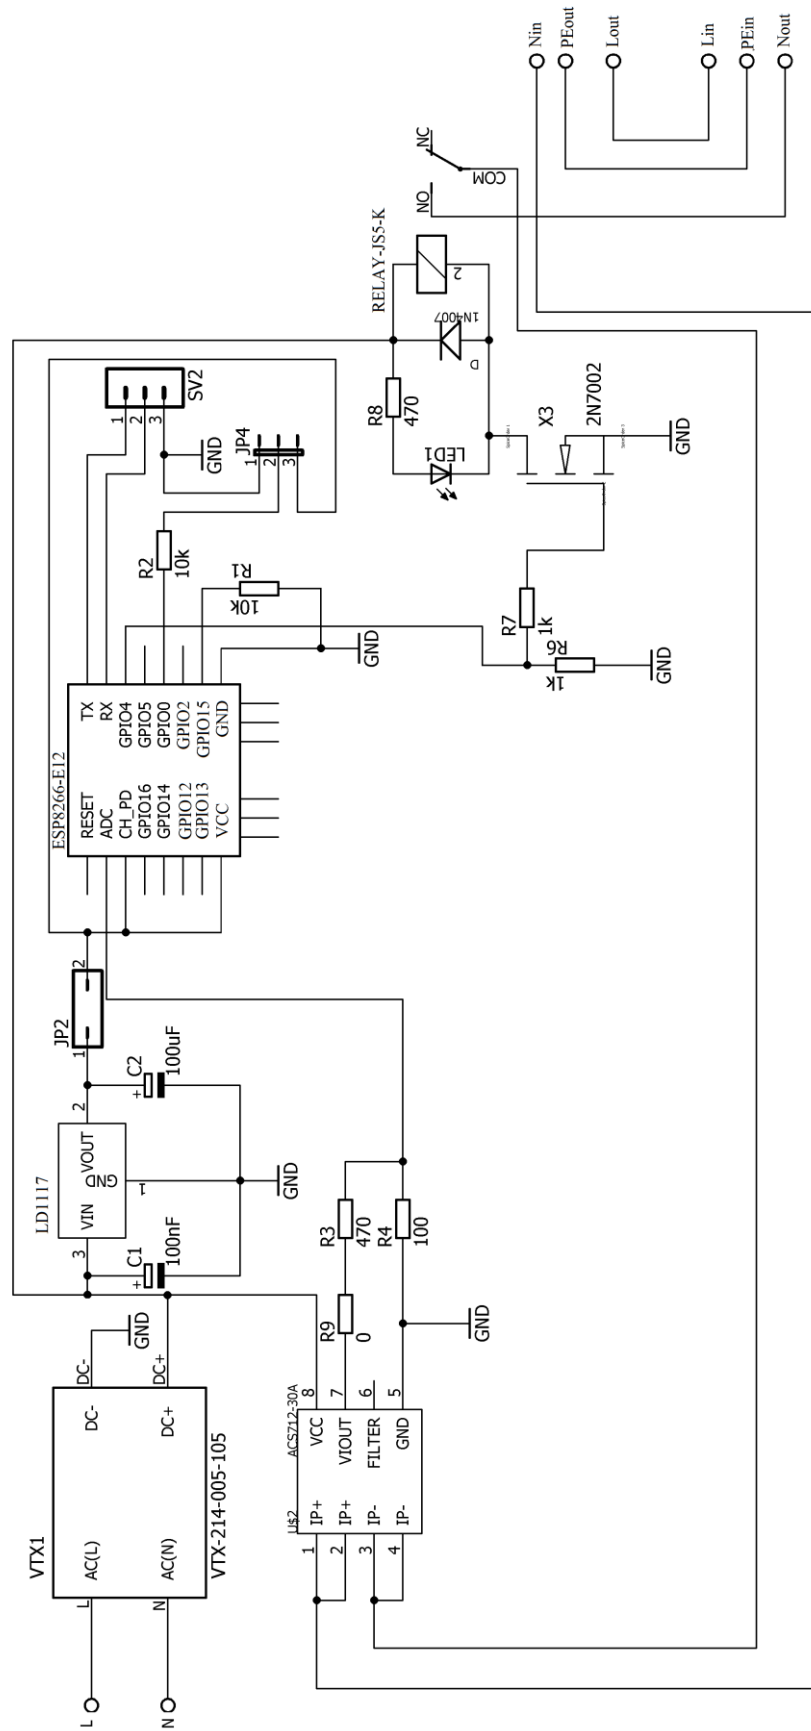 VTX1
L
L
AC(L)
DC-
DC-
GND
N
N
AC(N)
DC+
DC+
VTX-214-005-105
LD1117
3
VIN
VOUT
2
GND
1
+
C1
100nF
+
C2
100uF
GND
JP2
1
2
ESP8266-E12
RESET
ADC
CH_PD
GPIO16
GPIO14
GPIO12
GPIO13
VCC
TX
RX
GPIO4
GPIO5
GPIO0
GPIO2
GPIO15
GND
R2
10k
R1
10k
GND
SV2
1
2
3
GND
JP4
1
2
3
U$2
ACS712-30A
1
IP+
VCC
8
2
IP+
VIOUT
7
3
IP-
FILTER
6
4
IP-
GND
5
R9
0
R3
470
R4
100
GND
RELAY-JS5-K
2
1N4007
D
R8
470
LED1
X3
2N7002
GND
R7
1k
R6
1k
GND
NO
NC
COM
Nin
PEout
Lout
Lin
PEin
Nout